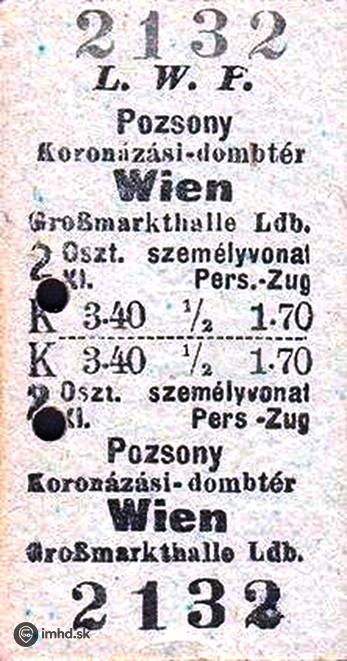 2132
L. W. P.
Pozsony
Koronázási-dombtér
Wien
Großmarkthalle Ldb.
2 Oszt. személyvonat
Kl. Pers.-Zug
K 3·40 1/2 1·70
K 3·40 1/2 1·70
2 Oszt. személyvonat
Kl. Pers-Zug
Pozsony
Koronázási-dombtér
Wien
Großmarkthalle Ldb.
2132
imhd.sk